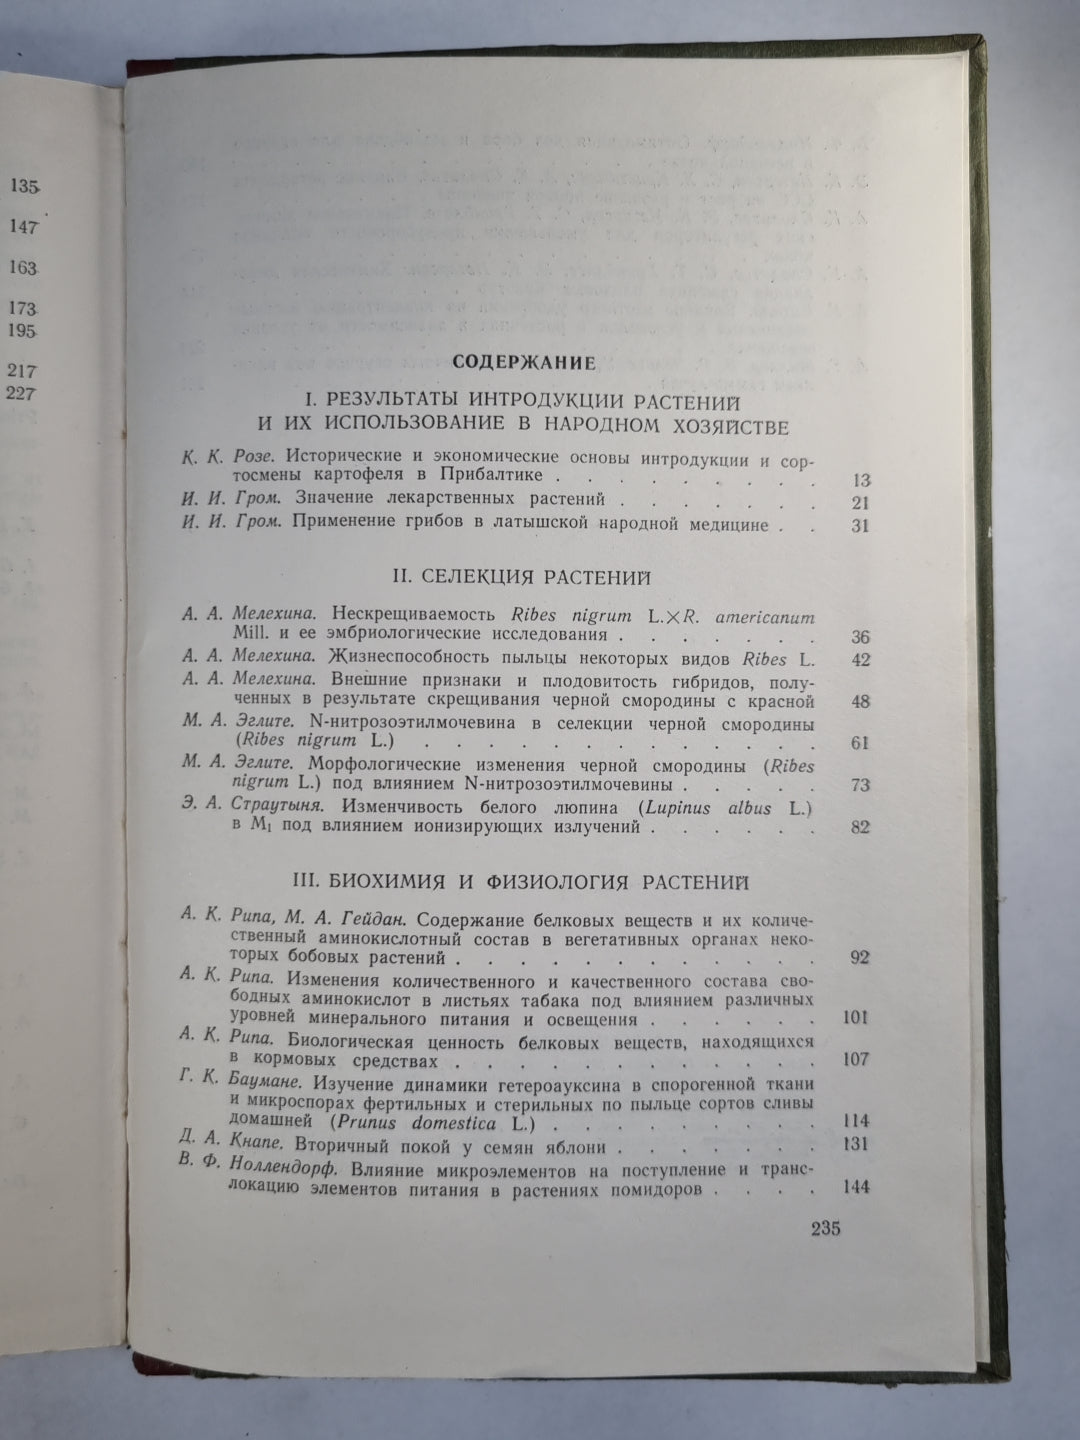 135
147
163
173
195
217
227
СОДЕРЖАНИЕ
I. РЕЗУЛЬТАТЫ ИНТРОДУКЦИИ РАСТЕНИЙ
И ИХ ИСПОЛЬЗОВАНИЕ В НАРОДНОМ ХОЗЯЙСТВЕ
К. К. Розе. Исторические и экономические основы интродукции и сор-
тосмены картофеля в Прибалтике . . . . . . . . 13
И. И. Гром. Значение лекарственных растений . . . . . . . 21
И. И. Гром. Применение грибов в латышской народной медицине . . 31
II. СЕЛЕКЦИЯ РАСТЕНИЙ
А. А. Мелехина. Нескрещиваемость Ribes nigrum L.×R. americanum
Mill. и ее эмбриологические исследования . . . . . . . 36
А. А. Мелехина. Жизнеспособность пыльцы некоторых видов Ribes L. 42
А. А. Мелехина. Внешние признаки и плодовитость гибридов, полу-
ченных в результате скрещивания черной смородины с красной 48
М. А. Эглите. N-нитрозоэтилмочевина в селекции черной смородины
(Ribes nigrum L.) . . . . . . . . . . . . . 61
М. А. Эглите. Морфологические изменения черной смородины (Ribes
nigrum L.) под влиянием N-нитрозоэтилмочевины . . . . . 73
Э. А. Страутыня. Изменчивость белого люпина (Lupinus albus L.)
в M₁ под влиянием ионизирующих излучений . . . . . . 82
III. БИОХИМИЯ И ФИЗИОЛОГИЯ РАСТЕНИЙ
А. К. Рипа, М. А. Гейдан. Содержание белковых веществ и их количе-
ственный аминокислотный состав в вегетативных органах неко-
торых бобовых растений . . . . . . . . . . . . 92
А. К. Рипа. Изменения количественного и качественного состава сво-
бодных аминокислот в листьях табака под влиянием различных
уровней минерального питания и освещения . . . . . . 101
А. К. Рипа. Биологическая ценность белковых веществ, находящихся
в кормовых средствах . . . . . . . . . . . . 107
Г. К. Баумане. Изучение динамики гетероауксина в спорогенной ткани
и микроспорах фертильных и стерильных по пыльце сортов сливы
домашней (Prunus domestica L.) . . . . . . . . . 114
Д. А. Кнапе. Вторичный покой у семян яблони . . . . . . . 131
В. Ф. Ноллендорф. Влияние микроэлементов на поступление и транс-
локацию элементов питания в растениях помидоров . . . . 144
235